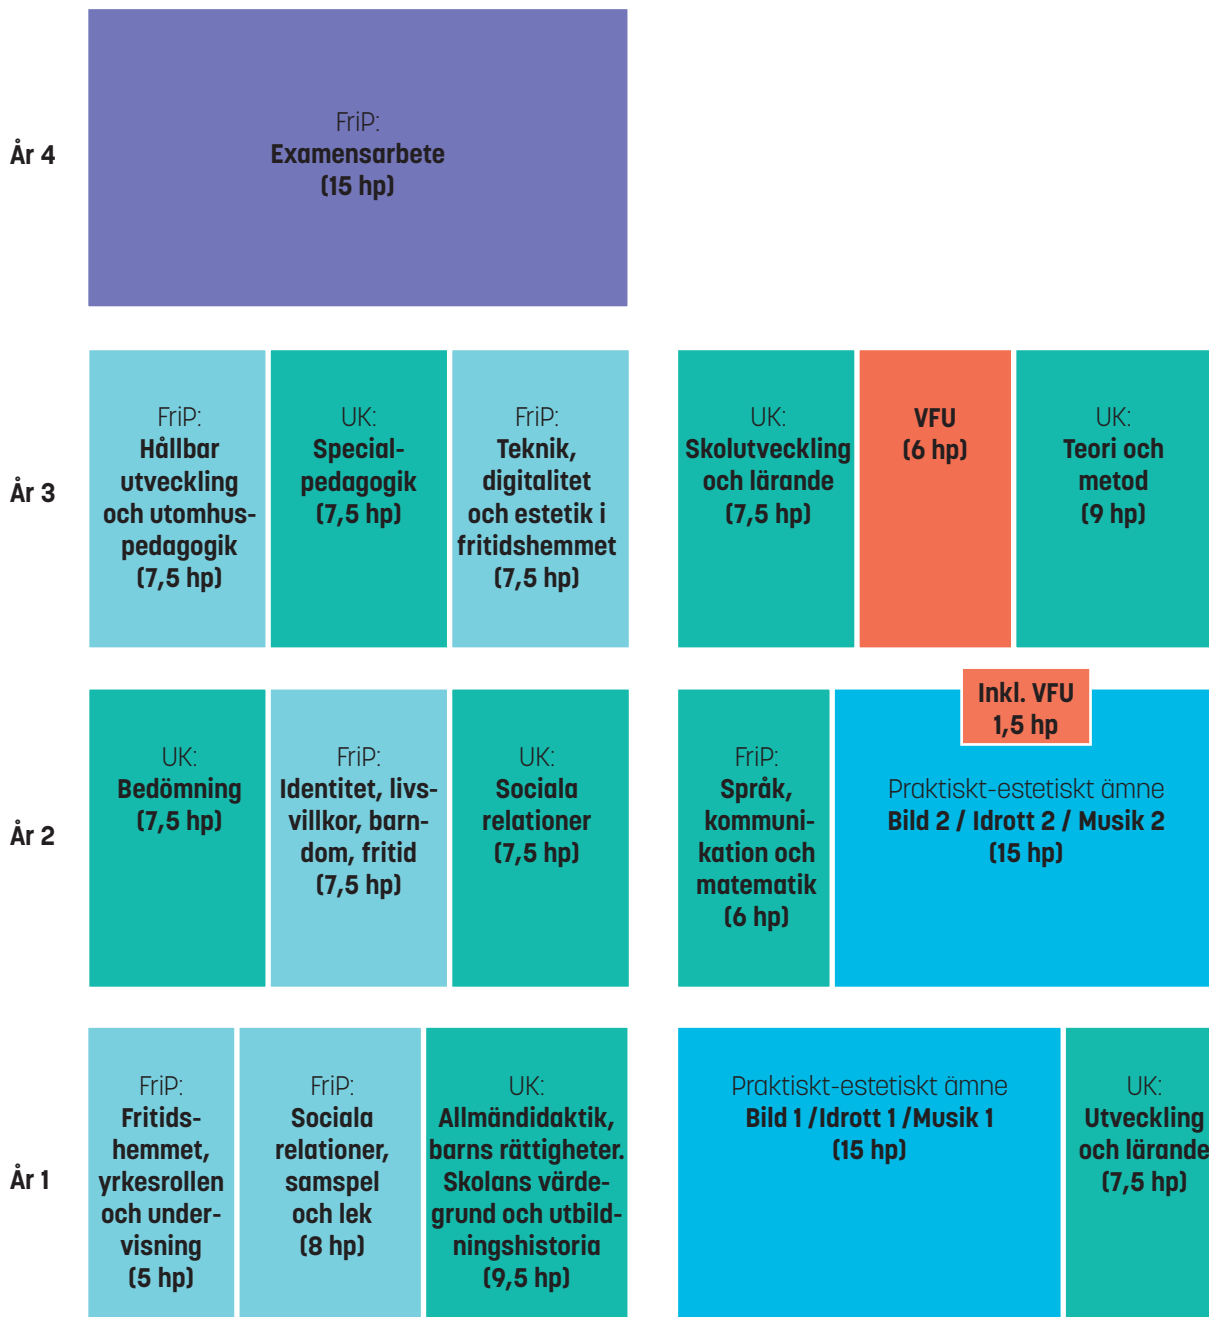 År 4
FriP:
Examensarbete
(15 hp)
År 3
FriP:
Hållbar
utveckling
och utomhus-
pedagogik
(7,5 hp)
UK:
Special-
pedagogik
(7,5 hp)
FriP:
Teknik,
digitalitet
och estetik i
fritidshemmet
(7,5 hp)
UK:
Skolutveckling
och lärande
(7,5 hp)
VFU
(6 hp)
UK:
Teori och
metod
(9 hp)
År 2
UK:
Bedömning
(7,5 hp)
FriP:
Identitet, livs-
villkor, barn-
dom, fritid
(7,5 hp)
UK:
Sociala
relationer
(7,5 hp)
FriP:
Språk,
kommuni-
kation och
matematik
(6 hp)
Inkl. VFU
1,5 hp
Praktiskt-estetiskt ämne
Bild 2 / Idrott 2 / Musik 2
(15 hp)
År 1
FriP:
Fritids-
hemmet,
yrkesrollen
och under-
visning
(5 hp)
FriP:
Sociala
relationer,
samspel
och lek
(8 hp)
UK:
Allmändidaktik,
barns rättigheter.
Skolans värde-
grund och utbild-
ningshistoria
(9,5 hp)
Praktiskt-estetiskt ämne
Bild 1 /Idrott 1 /Musik 1
(15 hp)
UK:
Utveckling
och lärande
(7,5 hp)